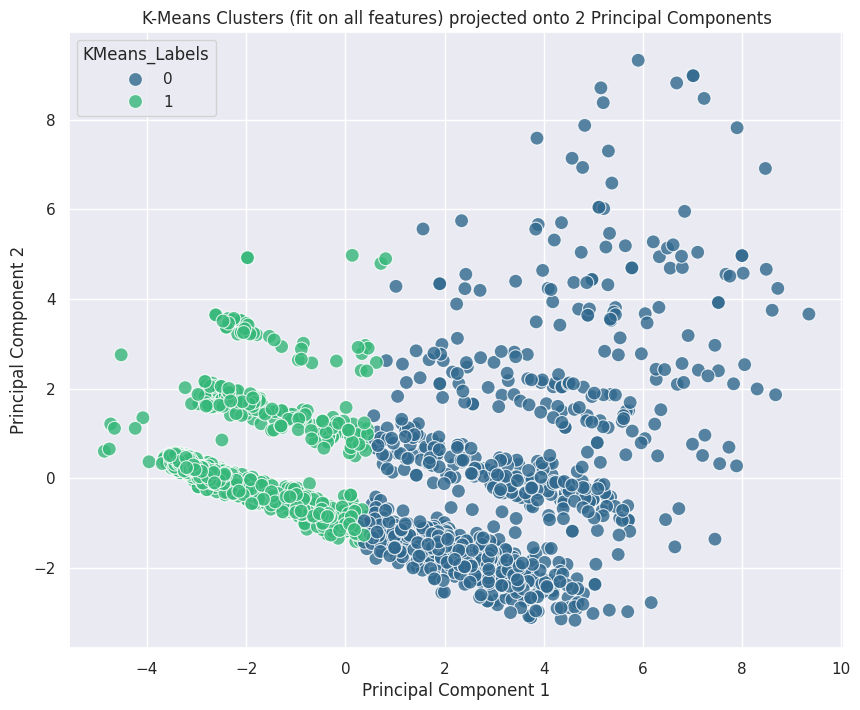 K-Means Clusters (fit on all features) projected onto 2 Principal Components
KMeans_Labels
0
1
8
6
4
2
0
−2
Principal Component 2
−4 −2 0 2 4 6 8 10
Principal Component 1